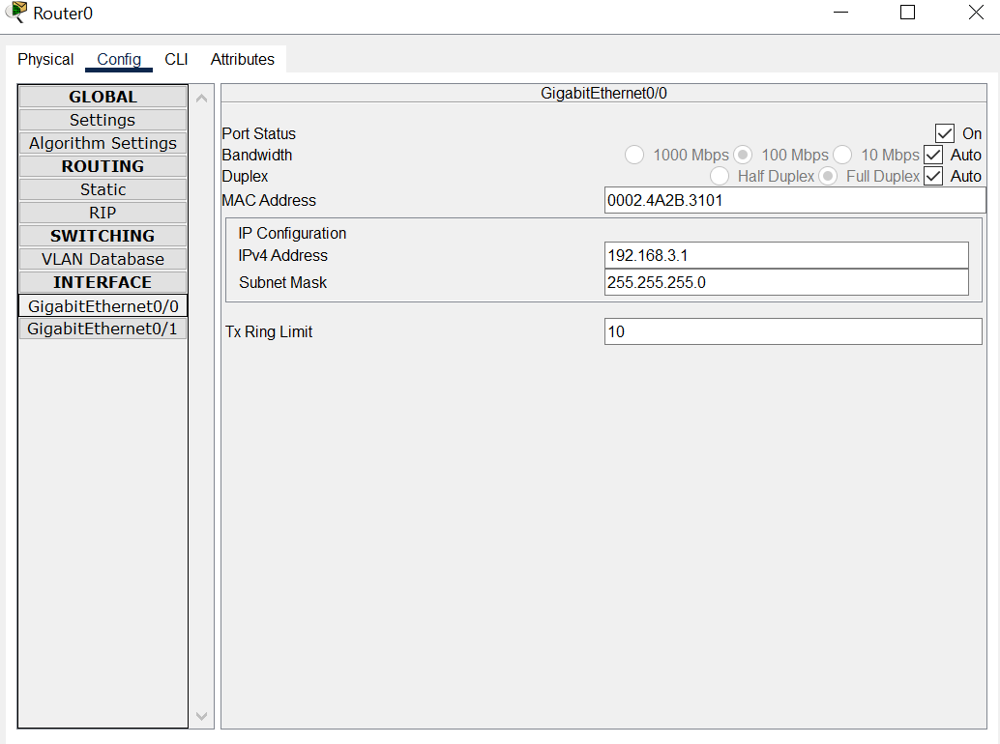 Router0
Physical Config CLI Attributes
GLOBAL
Settings
Algorithm Settings
ROUTING
Static
RIP
SWITCHING
VLAN Database
INTERFACE
GigabitEthernet0/0
GigabitEthernet0/1
GigabitEthernet0/0
Port Status On
Bandwidth 1000 Mbps 100 Mbps 10 Mbps Auto
Duplex Half Duplex Full Duplex Auto
MAC Address 0002.4A2B.3101
IP Configuration
IPv4 Address 192.168.3.1
Subnet Mask 255.255.255.0
Tx Ring Limit 10